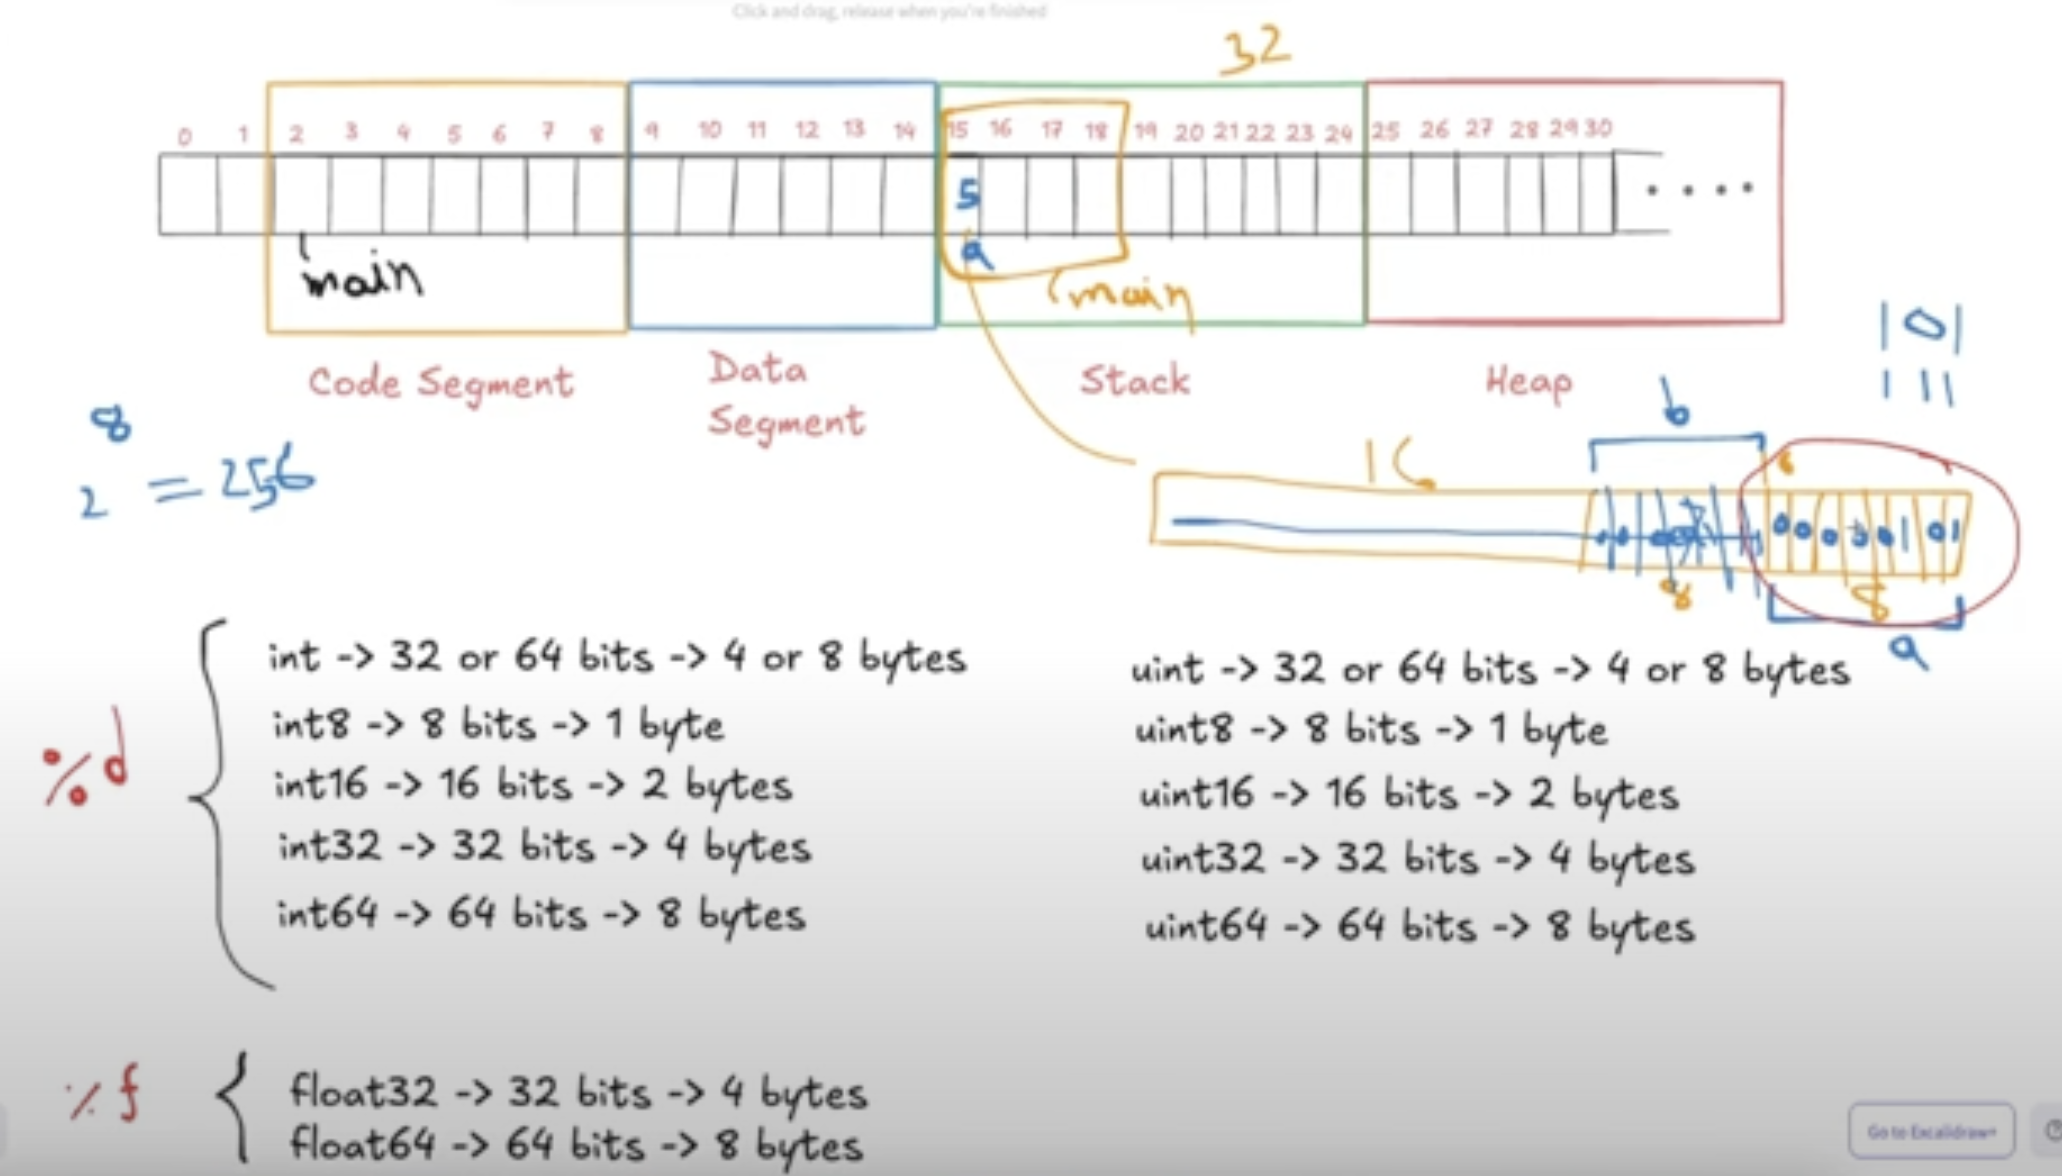 Click and drag, release when you're finished
32
0 1 2 3 4 5 6 7 8 9 10 11 12 13 14 15 16 17 18 19 20 21 22 23 24 25 26 27 28 29 30
5
a
main
main
Code Segment
Data
Segment
Stack
Heap
101
111
8
2 = 256
b
16
8
0 1 0 1
8
a
int -> 32 or 64 bits -> 4 or 8 bytes
int8 -> 8 bits -> 1 byte
int16 -> 16 bits -> 2 bytes
int32 -> 32 bits -> 4 bytes
int64 -> 64 bits -> 8 bytes
%d
uint -> 32 or 64 bits -> 4 or 8 bytes
uint8 -> 8 bits -> 1 byte
uint16 -> 16 bits -> 2 bytes
uint32 -> 32 bits -> 4 bytes
uint64 -> 64 bits -> 8 bytes
%f
float32 -> 32 bits -> 4 bytes
float64 -> 64 bits -> 8 bytes
Go to Excalidraw+